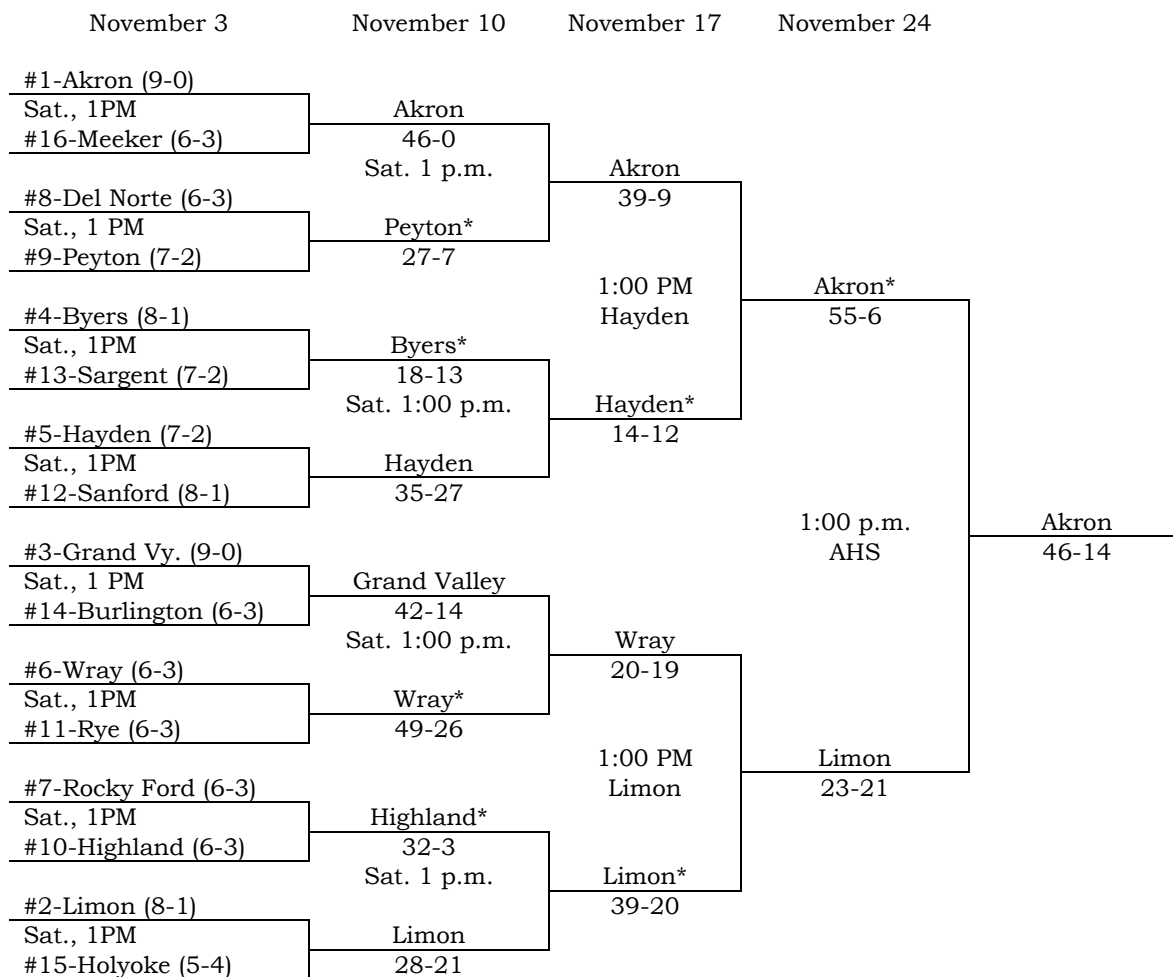 November 3
November 10
November 17
November 24
#1-Akron (9-0)
Sat., 1PM
#16-Meeker (6-3)
#8-Del Norte (6-3)
Sat., 1 PM
#9-Peyton (7-2)
#4-Byers (8-1)
Sat., 1PM
#13-Sargent (7-2)
#5-Hayden (7-2)
Sat., 1PM
#12-Sanford (8-1)
#3-Grand Vy. (9-0)
Sat., 1 PM
#14-Burlington (6-3)
#6-Wray (6-3)
Sat., 1PM
#11-Rye (6-3)
#7-Rocky Ford (6-3)
Sat., 1PM
#10-Highland (6-3)
#2-Limon (8-1)
Sat., 1PM
#15-Holyoke (5-4)
Akron
46-0
Sat. 1 p.m.
Peyton*
27-7
Byers*
18-13
Sat. 1:00 p.m.
Hayden
35-27
Grand Valley
42-14
Sat. 1:00 p.m.
Wray*
49-26
Highland*
32-3
Sat. 1 p.m.
Limon
28-21
Akron
39-9
1:00 PM
Hayden
Hayden*
14-12
Wray
20-19
1:00 PM
Limon
Limon*
39-20
Akron*
55-6
1:00 p.m.
AHS
Limon
23-21
Akron
46-14